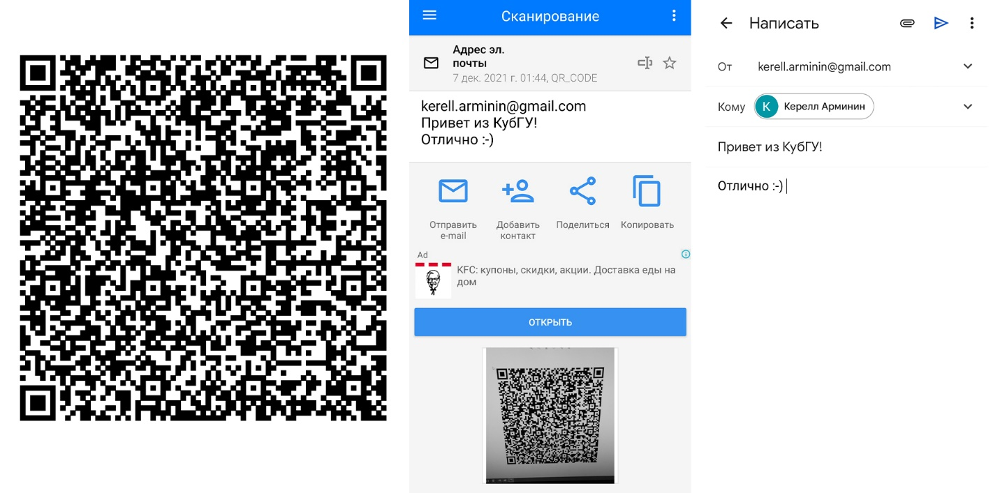 Сканирование
Адрес эл.
почты
7 дек. 2021 г. 01:44, QR_CODE
kerell.arminin@gmail.com
Привет из КубГУ!
Отлично :-)
Отправить
e-mail
Добавить
контакт
Поделиться
Копировать
Ad
KFC: купоны, скидки, акции. Доставка еды на
дом
ОТКРЫТЬ
Написать
От kerell.arminin@gmail.com
Кому К Керелл Арминин
Привет из КубГУ!
Отлично :-)